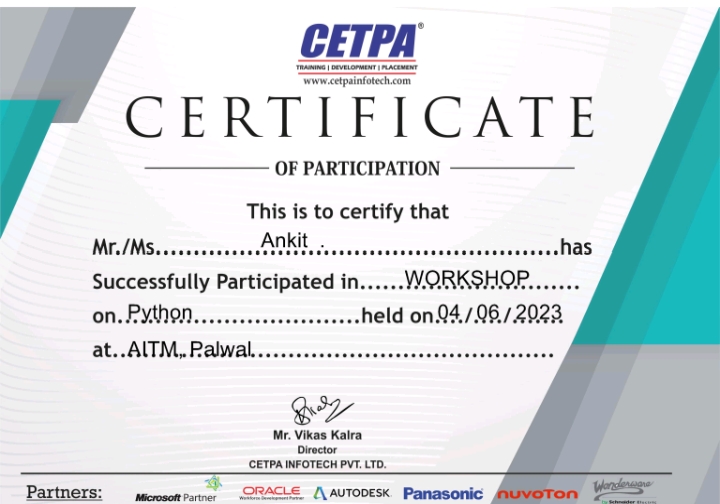 CETPA®
TRAINING | DEVELOPMENT | PLACEMENT
www.cetpainfotech.com
CERTIFICATE
OF PARTICIPATION
This is to certify that
Mr./Ms.....Ankit.....has
Successfully Participated in.....WORKSHOP.....
on..Python.....held on.04./.06./.2023
at..AITM, Palwal.....
Mr. Vikas Kalra
Director
CETPA INFOTECH PVT. LTD.
Partners: Microsoft Partner ORACLE Workforce Development Partner AUTODESK Panasonic nuvoTon Wonderware by Schneider Electric